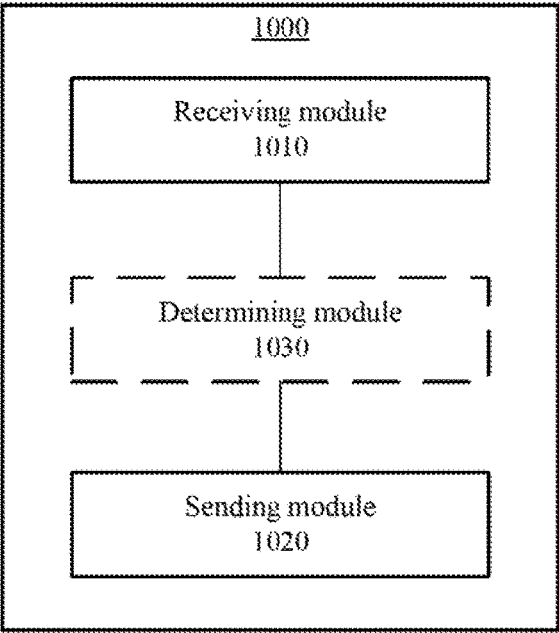 1000
Receiving module
1010
Determining module
1030
Sending module
1020